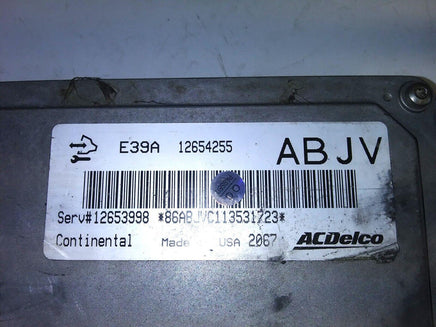 E39A 12654255 ABJV
Serv#12653998 *86ABJVC113531723*
Continental Made USA 2067 ACDelco